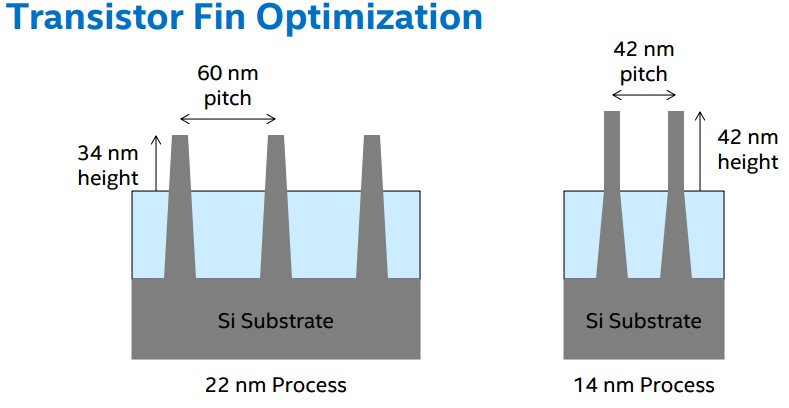 Transistor Fin Optimization
60 nm
pitch
34 nm
height
Si Substrate
22 nm Process
42 nm
pitch
42 nm
height
Si Substrate
14 nm Process